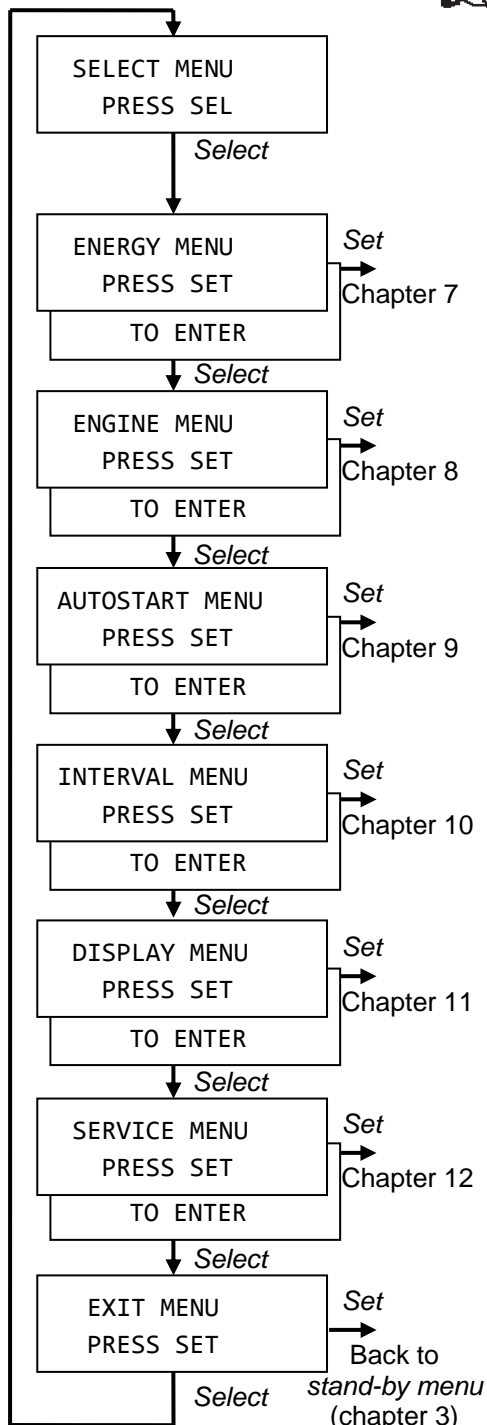 SELECT MENU
PRESS SEL
Select
ENERGY MENU
PRESS SET
TO ENTER
Set
Chapter 7
Select
ENGINE MENU
PRESS SET
TO ENTER
Set
Chapter 8
Select
AUTOSTART MENU
PRESS SET
TO ENTER
Set
Chapter 9
Select
INTERVAL MENU
PRESS SET
TO ENTER
Set
Chapter 10
Select
DISPLAY MENU
PRESS SET
TO ENTER
Set
Chapter 11
Select
SERVICE MENU
PRESS SET
TO ENTER
Set
Chapter 12
Select
EXIT MENU
PRESS SET
Set
Back to
stand-by menu
(chapter 3)
Select